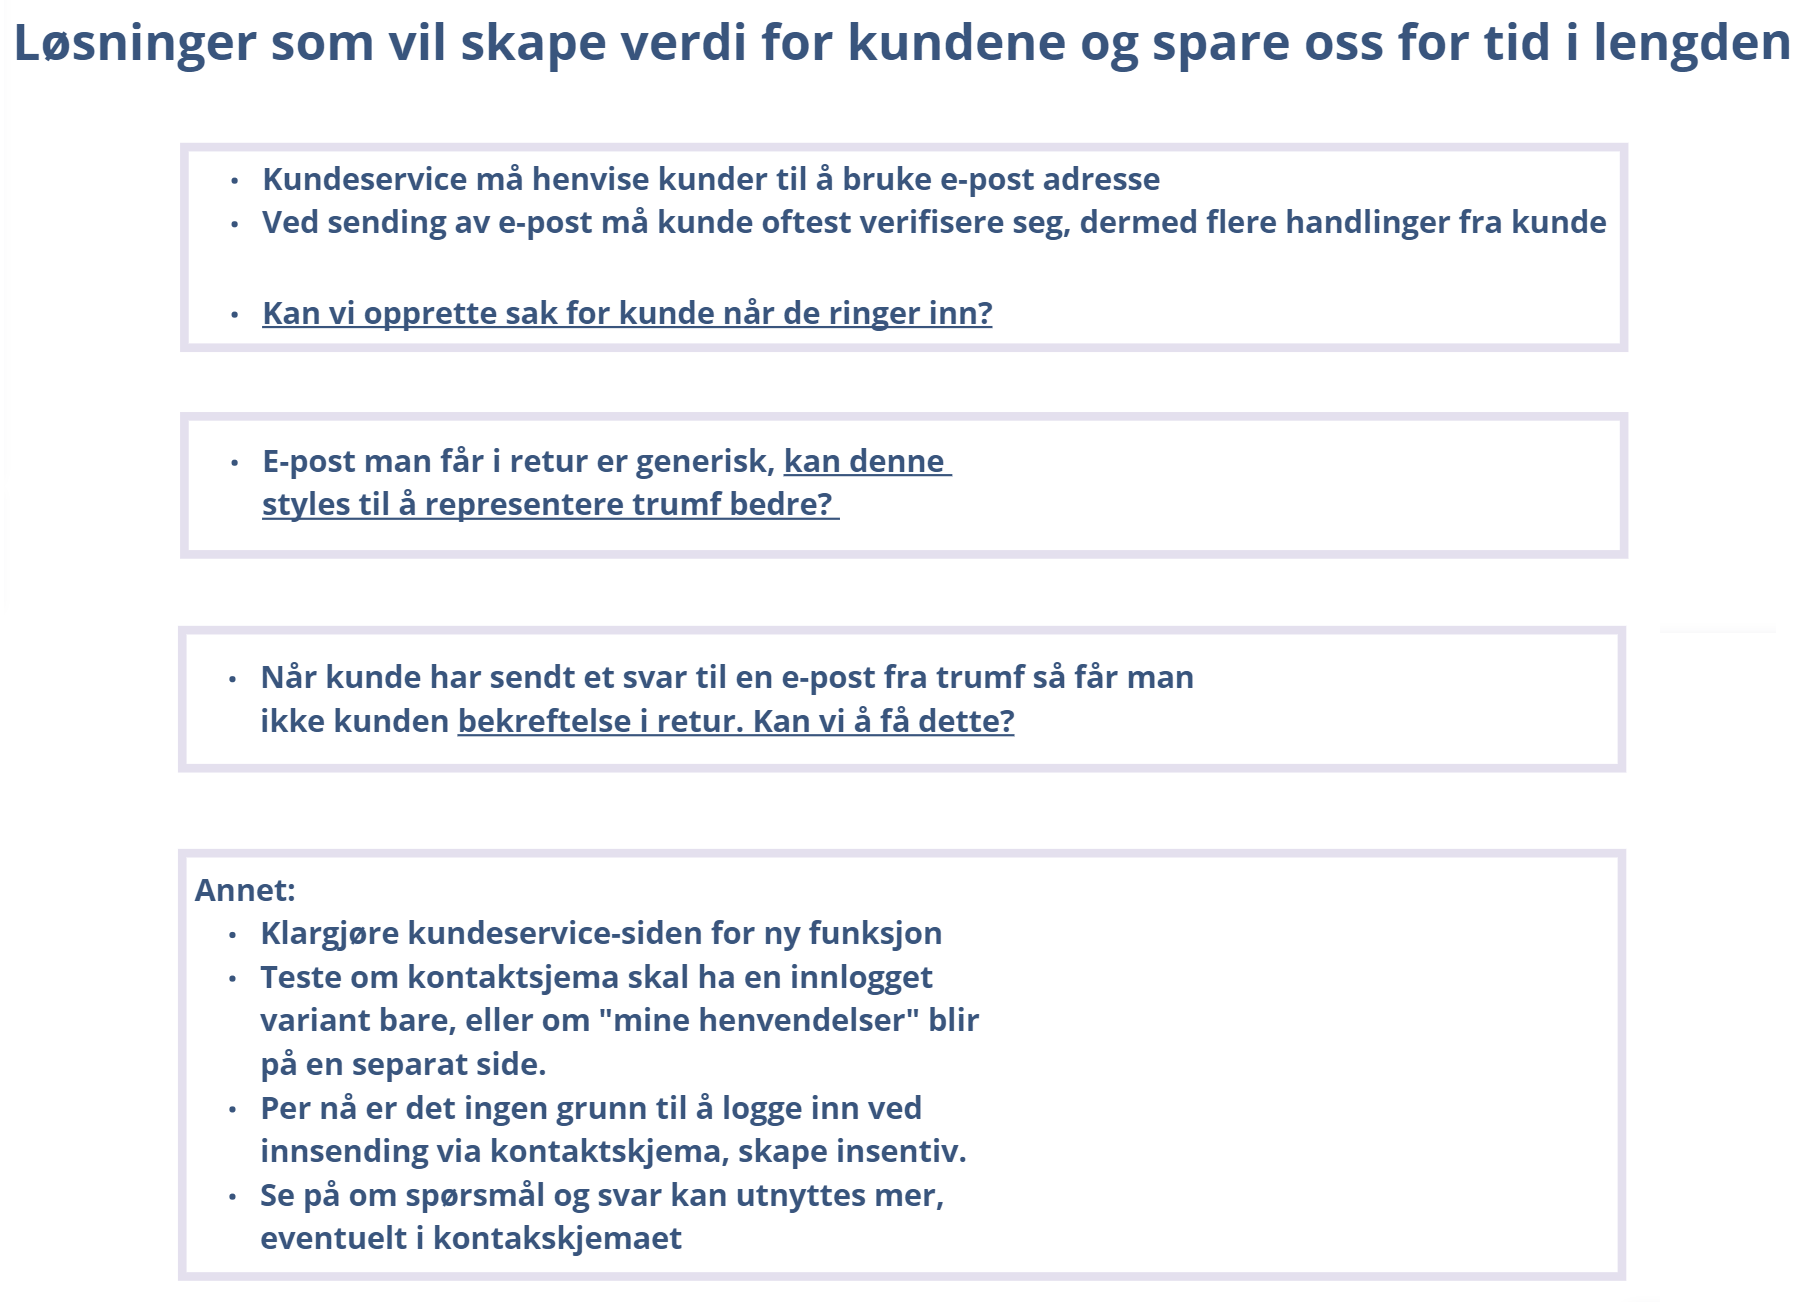 Løsninger som vil skape verdi for kundene og spare oss for tid i lengden
• Kundeservice må henvise kunder til å bruke e-post adresse
• Ved sending av e-post må kunde oftest verifisere seg, dermed flere handlinger fra kunde
• Kan vi opprette sak for kunde når de ringer inn?
• E-post man får i retur er generisk, kan denne
styles til å representere trumf bedre?
• Når kunde har sendt et svar til en e-post fra trumf så får man
ikke kunden bekreftelse i retur. Kan vi å få dette?
Annet:
• Klargjøre kundeservice-siden for ny funksjon
• Teste om kontaktsjema skal ha en innlogget
variant bare, eller om "mine henvendelser" blir
på en separat side.
• Per nå er det ingen grunn til å logge inn ved
innsending via kontaktskjema, skape insentiv.
• Se på om spørsmål og svar kan utnyttes mer,
eventuelt i kontakskjemaet